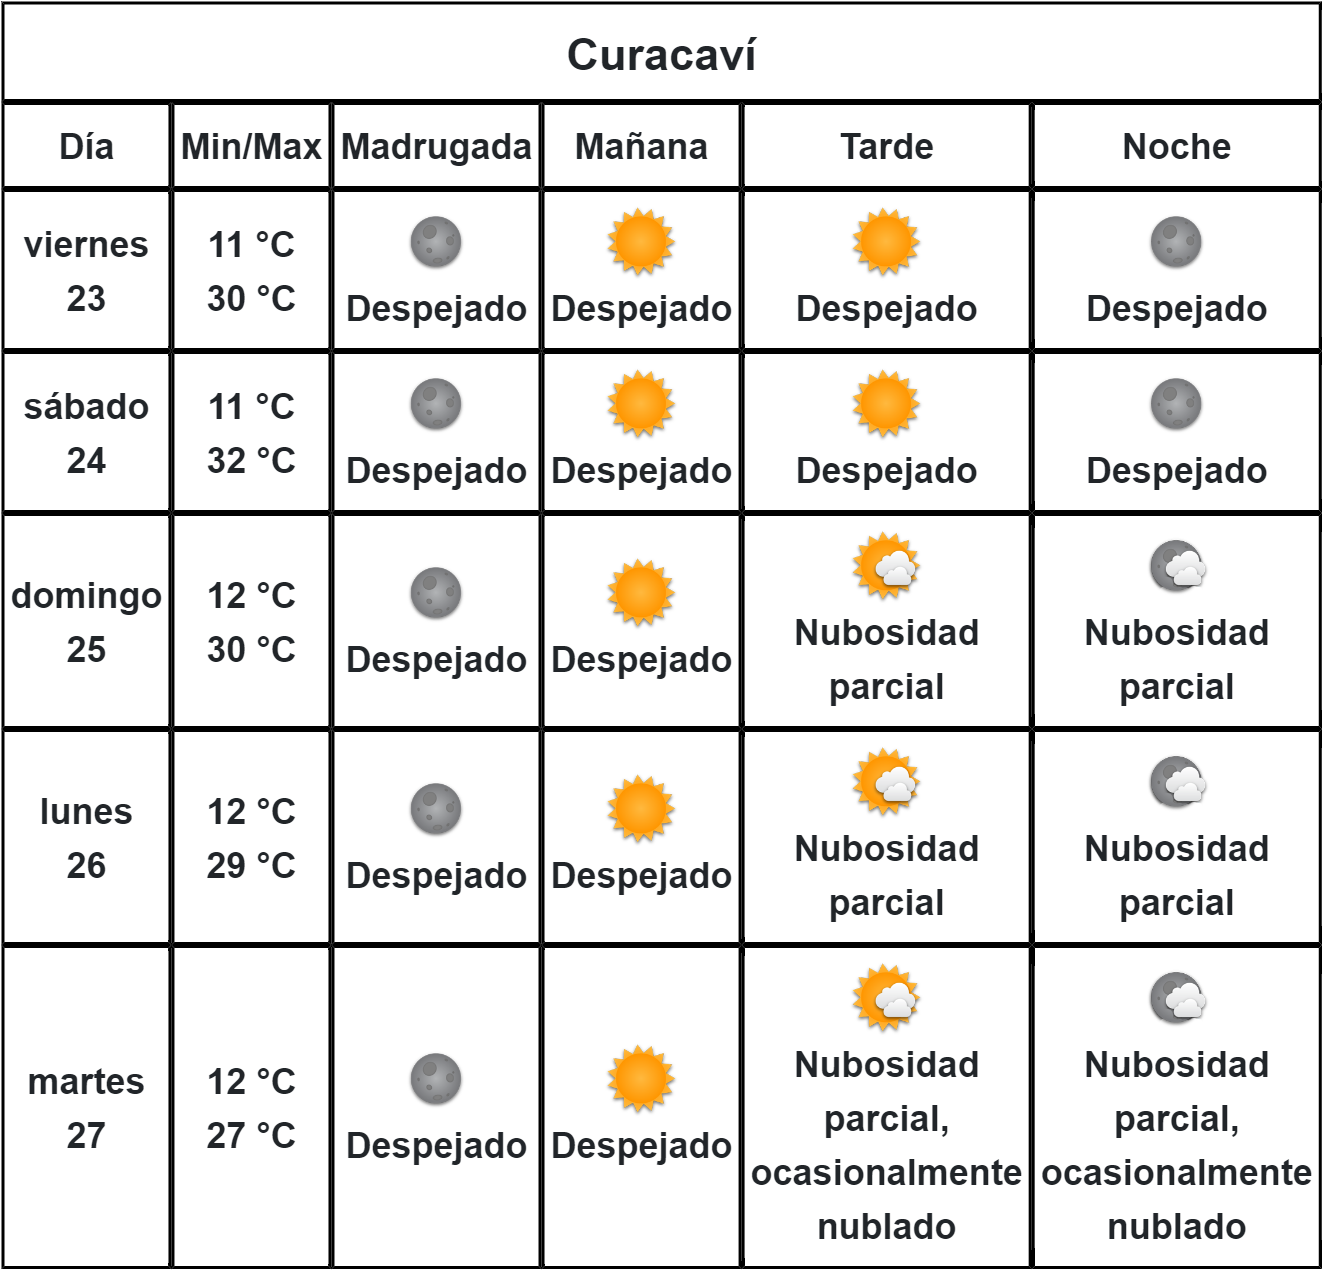 Curacaví
Día Min/Max Madrugada Mañana Tarde Noche
viernes
23
11 °C
30 °C
Despejado
Despejado
Despejado
Despejado
sábado
24
11 °C
32 °C
Despejado
Despejado
Despejado
Despejado
domingo
25
12 °C
30 °C
Despejado
Despejado
Nubosidad
parcial
Nubosidad
parcial
lunes
26
12 °C
29 °C
Despejado
Despejado
Nubosidad
parcial
Nubosidad
parcial
martes
27
12 °C
27 °C
Despejado
Despejado
Nubosidad
parcial,
ocasionalmente
nublado
Nubosidad
parcial,
ocasionalmente
nublado